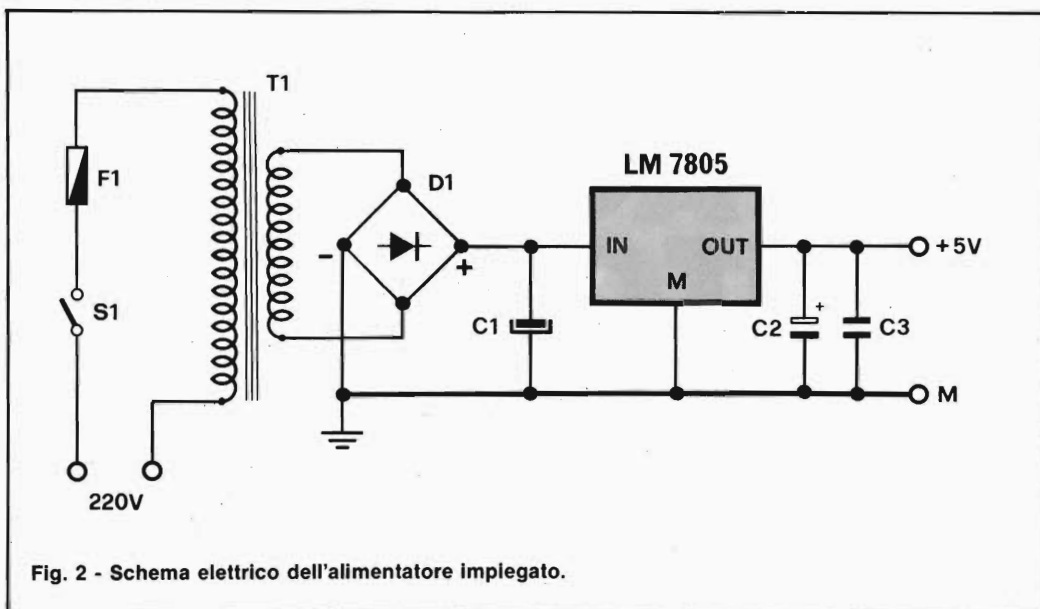 T1
F1
D1
LM 7805
IN
OUT
+5V
M
-
+
S1
C1
C2
+
C3
M
220V
Fig. 2 - Schema elettrico dell'alimentatore impiegato.